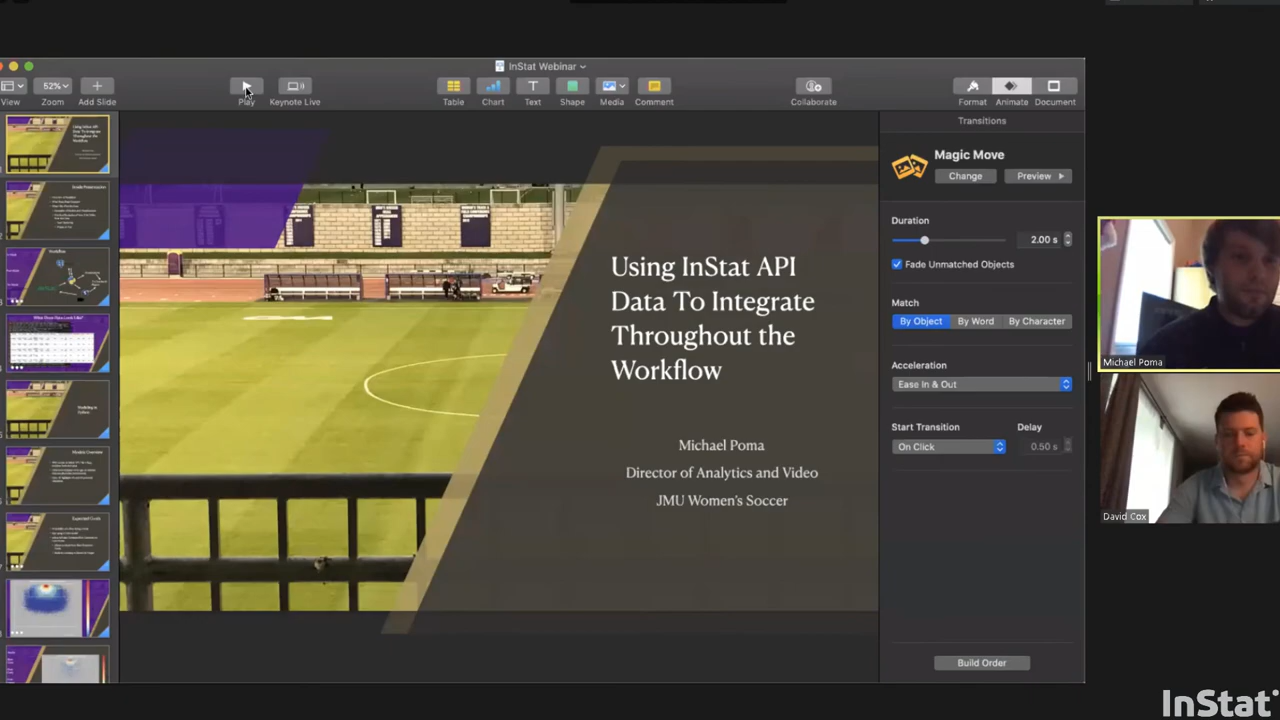 InStat Webinar
View
52%
Zoom
Add Slide
Play
Keynote Live
Table
Chart
Text
Shape
Media
Comment
Collaborate
Format
Animate
Document
Using InStat API
Data To Integrate
Throughout the
Workflow
Michael Poma
Director of Analytics and Video
JMU Women's Soccer
Transitions
Magic Move
Change
Preview
Duration
2.00 s
Fade Unmatched Objects
Match
By Object
By Word
By Character
Acceleration
Ease In & Out
Start Transition
Delay
On Click
0.50 s
Build Order
Michael Poma
David Cox
InStat